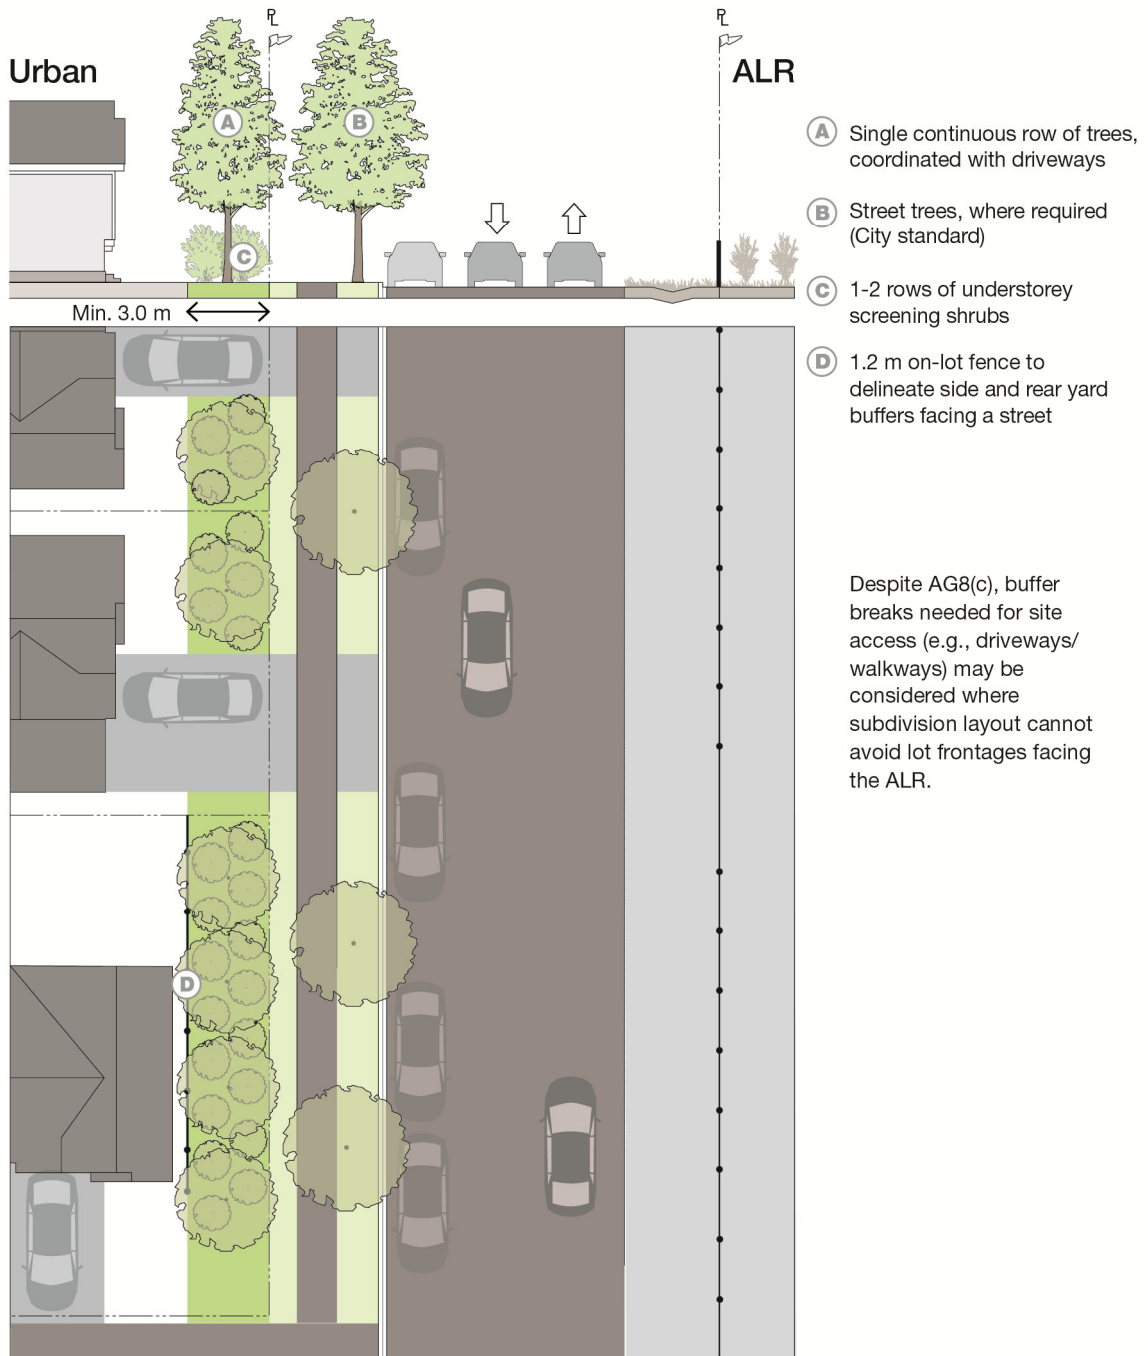 PL
PL
Urban
ALR
A
B
C
Min. 3.0 m
D
A Single continuous row of trees,
coordinated with driveways
B Street trees, where required
(City standard)
C 1-2 rows of understorey
screening shrubs
D 1.2 m on-lot fence to
delineate side and rear yard
buffers facing a street
Despite AG8(c), buffer
breaks needed for site
access (e.g., driveways/
walkways) may be
considered where
subdivision layout cannot
avoid lot frontages facing
the ALR.